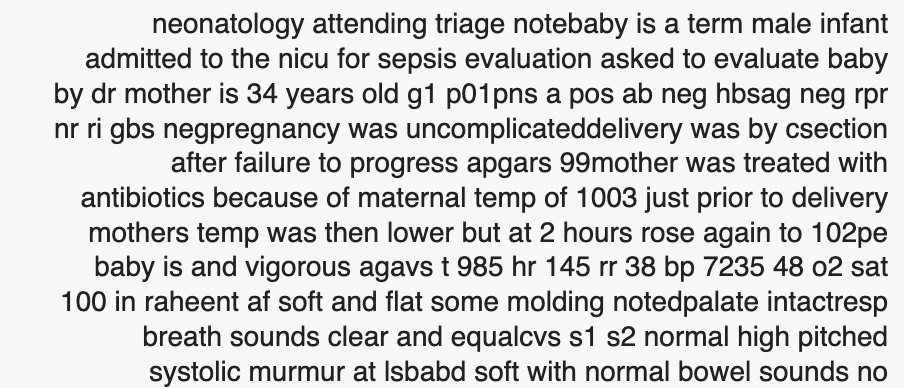 neonatology attending triage notebaby is a term male infant
admitted to the nicu for sepsis evaluation asked to evaluate baby
by dr mother is 34 years old g1 p01pns a pos ab neg hbsag neg rpr
nr ri gbs negpregnancy was uncomplicateddelivery was by csection
after failure to progress apgars 99mother was treated with
antibiotics because of maternal temp of 1003 just prior to delivery
mothers temp was then lower but at 2 hours rose again to 102pe
baby is and vigorous agavs t 985 hr 145 rr 38 bp 7235 48 o2 sat
100 in raheent af soft and flat some molding notedpalate intactresp
breath sounds clear and equalcvs s1 s2 normal high pitched
systolic murmur at lsbabd soft with normal bowel sounds no